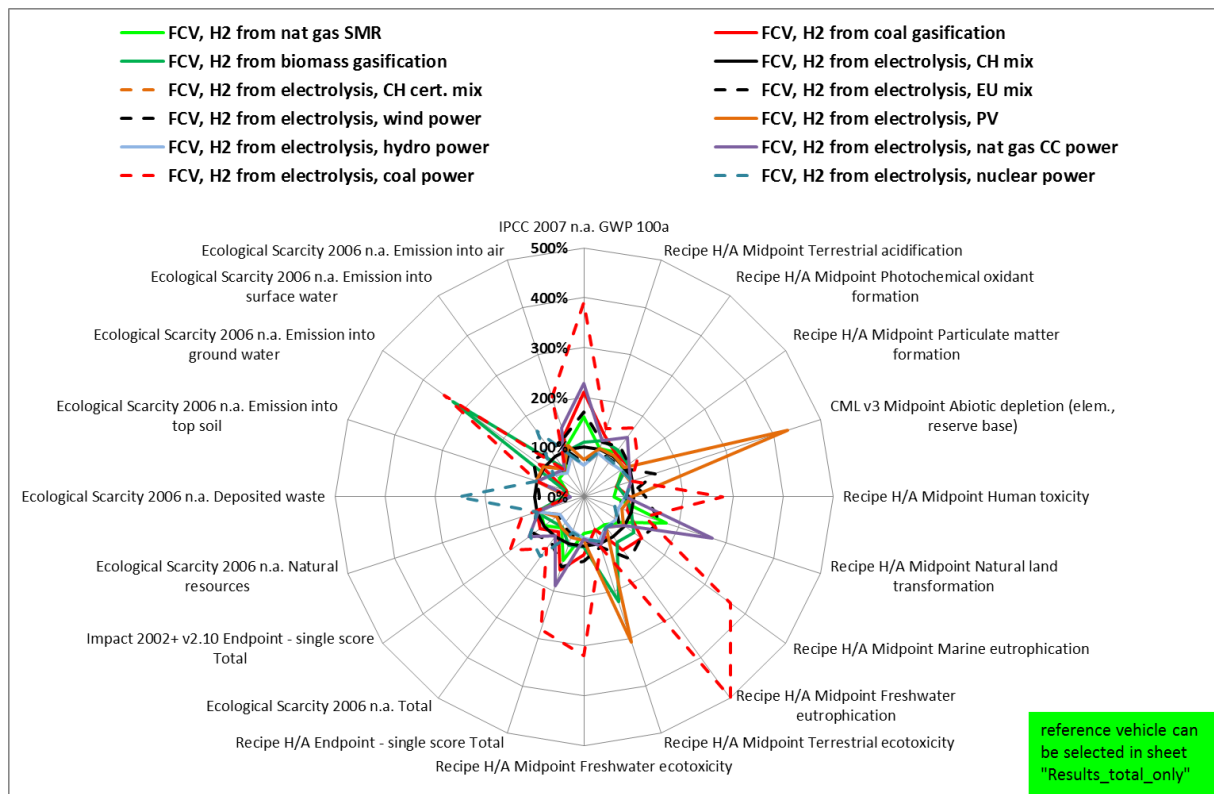 FCV, H2 from nat gas SMR
FCV, H2 from coal gasification
FCV, H2 from biomass gasification
FCV, H2 from electrolysis, CH mix
FCV, H2 from electrolysis, CH cert. mix
FCV, H2 from electrolysis, EU mix
FCV, H2 from electrolysis, wind power
FCV, H2 from electrolysis, PV
FCV, H2 from electrolysis, hydro power
FCV, H2 from electrolysis, nat gas CC power
FCV, H2 from electrolysis, coal power
FCV, H2 from electrolysis, nuclear power
IPCC 2007 n.a. GWP 100a
Recipe H/A Midpoint Terrestrial acidification
Recipe H/A Midpoint Photochemical oxidant
formation
Recipe H/A Midpoint Particulate matter
formation
CML v3 Midpoint Abiotic depletion (elem.,
reserve base)
Recipe H/A Midpoint Human toxicity
Recipe H/A Midpoint Natural land
transformation
Recipe H/A Midpoint Marine eutrophication
Recipe H/A Midpoint Freshwater
eutrophication
Recipe H/A Midpoint Terrestrial ecotoxicity
Recipe H/A Midpoint Freshwater ecotoxicity
Recipe H/A Endpoint - single score Total
Ecological Scarcity 2006 n.a. Total
Impact 2002+ v2.10 Endpoint - single score
Total
Ecological Scarcity 2006 n.a. Natural
resources
Ecological Scarcity 2006 n.a. Deposited waste
Ecological Scarcity 2006 n.a. Emission into
top soil
Ecological Scarcity 2006 n.a. Emission into
ground water
Ecological Scarcity 2006 n.a. Emission into
surface water
Ecological Scarcity 2006 n.a. Emission into air
500%
400%
300%
200%
100%
0%
reference vehicle can
be selected in sheet
"Results_total_only"